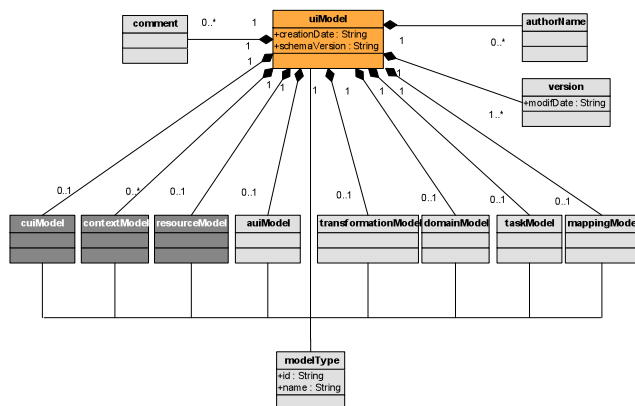 comment
0..*
1
uiModel
+creationDate : String
+schemaVersion : String
authorName
1
0..*
1
1
version
+modifDate : String
1..*
1
1
1
1
1
1
1
1
0..1
0..*
0..1
0..1
0..1
0..1
0..1
0..1
cuiModel
contextModel
resourceModel
auiModel
transformationModel
domainModel
taskModel
mappingModel
modelType
+id : String
+name : String